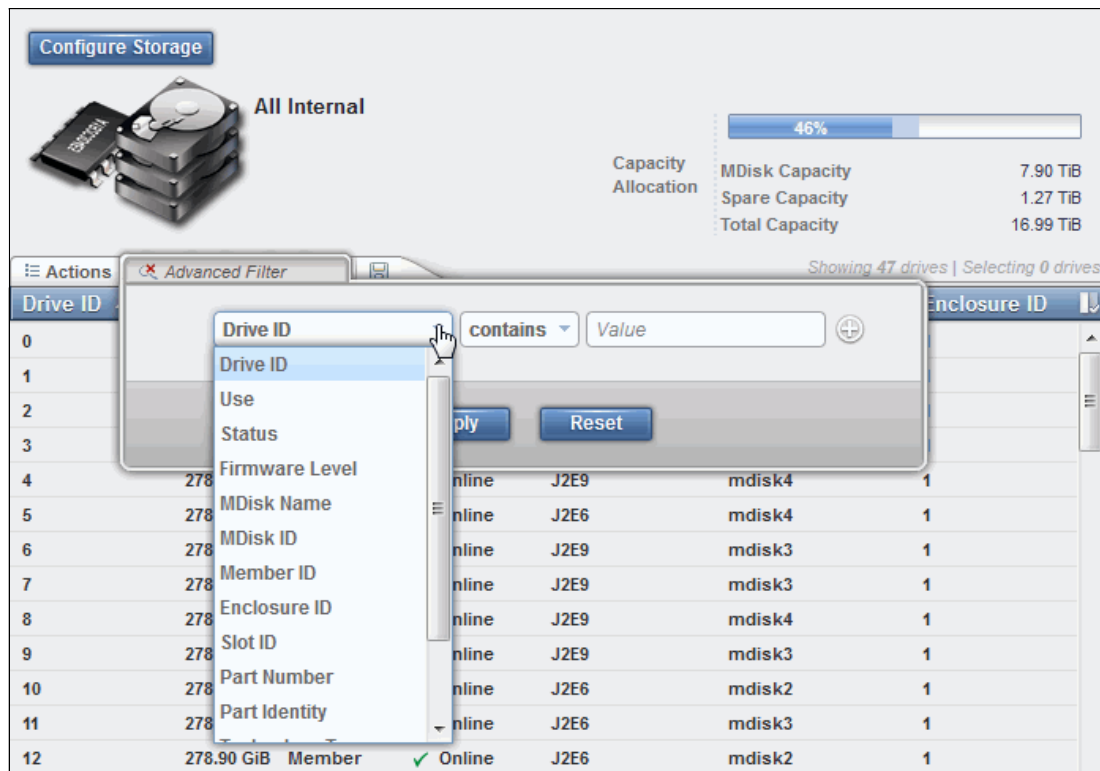 Configure Storage
All Internal
46%
Capacity Allocation
MDisk Capacity 7.90 TiB
Spare Capacity 1.27 TiB
Total Capacity 16.99 TiB
Actions Advanced Filter Showing 47 drives | Selecting 0 drives
Drive ID Enclosure ID
Drive ID contains Value
Drive ID
Use
Status
Firmware Level
MDisk Name
MDisk ID
Member ID
Enclosure ID
Slot ID
Part Number
Part Identity
ply Reset
0
1
2
3
4 278 nline J2E9 mdisk4 1
5 278 nline J2E6 mdisk4 1
6 278 nline J2E9 mdisk3 1
7 278 nline J2E9 mdisk3 1
8 278 nline J2E9 mdisk4 1
9 278 nline J2E9 mdisk3 1
10 278 nline J2E6 mdisk2 1
11 278 nline J2E6 mdisk3 1
12 278.90 GiB Member Online J2E6 mdisk2 1